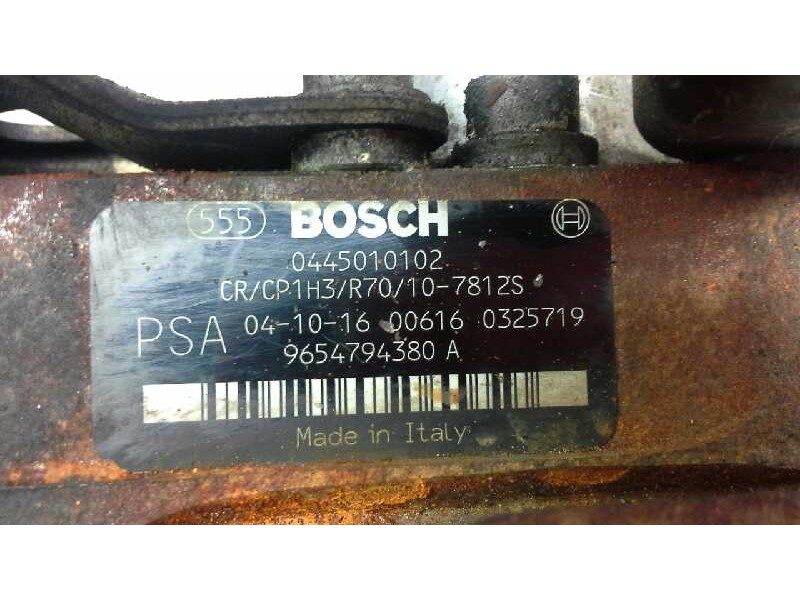 555 BOSCH
0445010102
CR/CP1H3/R70/10-7812S
PSA 04-10-16 00616 0325719
9654794380 A
Made in Italy